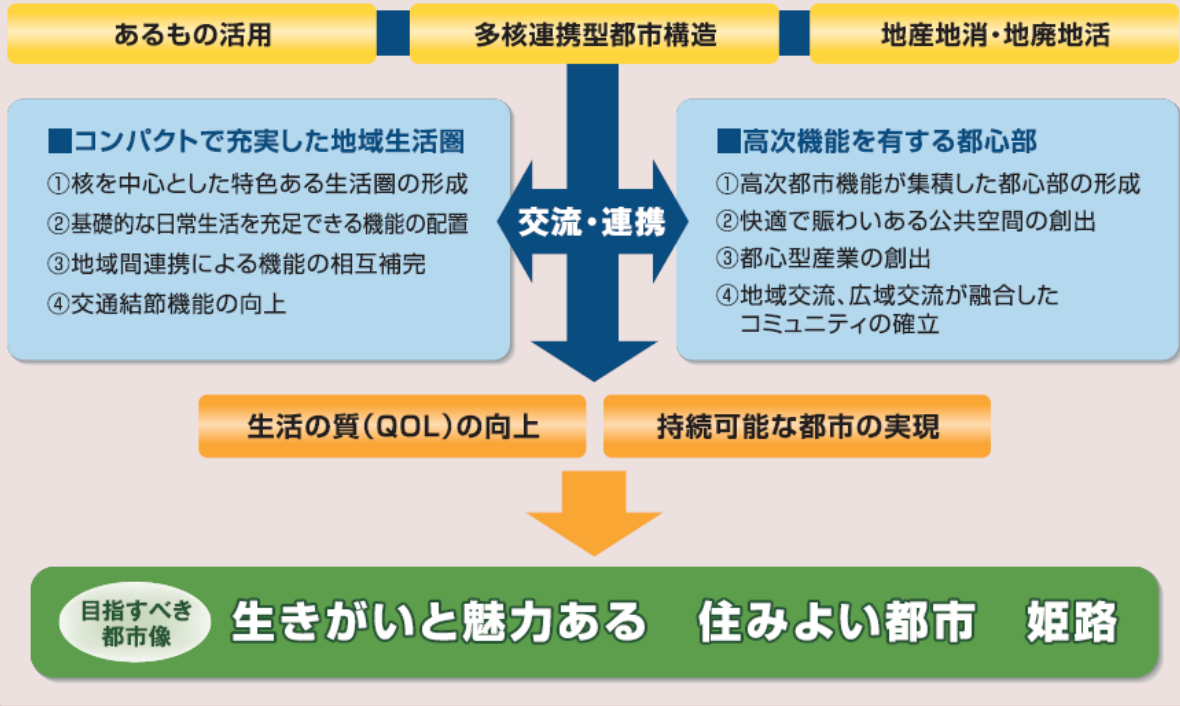 あるもの活用
多核連携型都市構造
地産地消・地廃地活
■コンパクトで充実した地域生活圏
①核を中心とした特色ある生活圏の形成
②基礎的な日常生活を充足できる機能の配置
③地域間連携による機能の相互補完
④交通結節機能の向上
交流・連携
■高次機能を有する都心部
①高次都市機能が集積した都心部の形成
②快適で賑わいある公共空間の創出
③都心型産業の創出
④地域交流、広域交流が融合した
コミュニティの確立
生活の質(QOL)の向上
持続可能な都市の実現
目指すべき
都市像
生きがいと魅力ある 住みよい都市 姫路